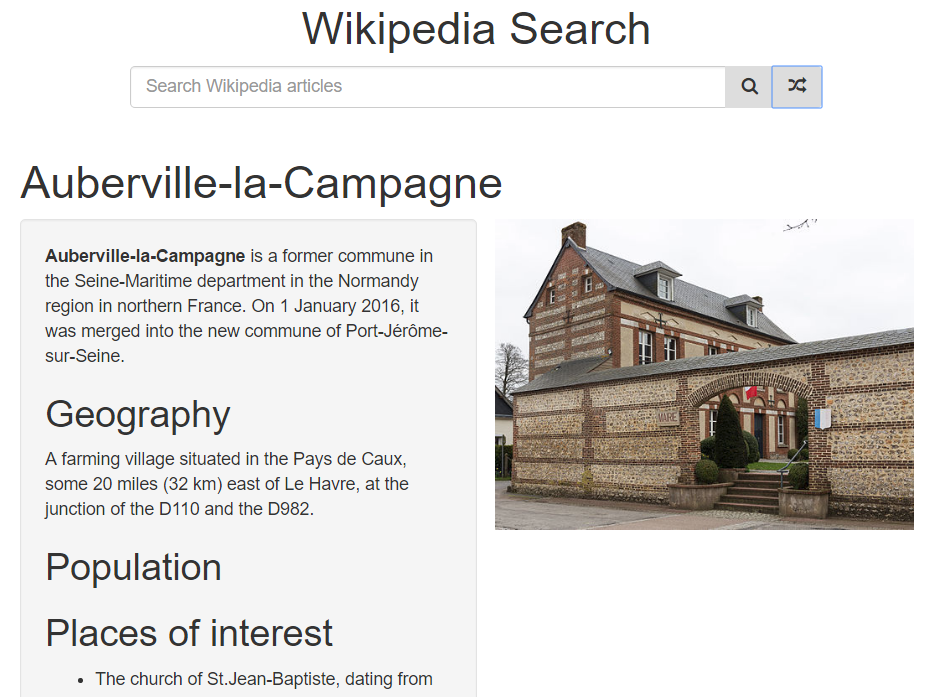 Wikipedia Search
Search Wikipedia articles
Auberville-la-Campagne
Auberville-la-Campagne is a former commune in
the Seine-Maritime department in the Normandy
region in northern France. On 1 January 2016, it
was merged into the new commune of Port-Jérôme-
sur-Seine.
Geography
A farming village situated in the Pays de Caux,
some 20 miles (32 km) east of Le Havre, at the
junction of the D110 and the D982.
Population
Places of interest
• The church of St.Jean-Baptiste, dating from